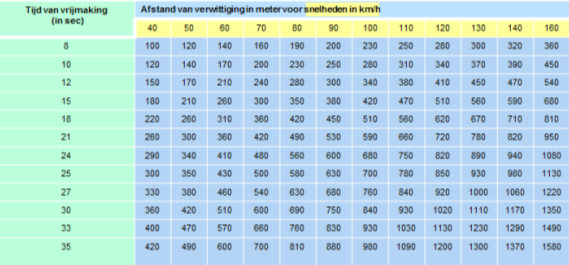 Tijd van vrijmaking (in sec) Afstand van verwittiging in meter voor snelheden in km/h
40 50 60 70 80 90 100 110 120 130 140 160
8 100 120 140 160 190 200 230 250 280 300 320 360
10 120 140 170 200 230 250 280 310 340 370 390 450
12 150 170 210 240 280 300 340 380 410 450 470 540
15 180 210 260 300 350 380 420 470 510 560 590 680
18 220 260 310 360 420 450 510 560 620 670 710 810
21 260 300 360 420 490 530 590 660 720 780 820 950
24 290 340 410 480 560 600 680 750 820 890 940 1080
25 300 350 430 500 580 630 700 780 850 930 980 1130
27 330 380 460 540 630 680 760 840 920 1000 1060 1220
30 360 420 510 600 690 750 840 930 1020 1110 1170 1350
33 400 470 570 660 760 830 930 1030 1130 1230 1290 1490
35 420 490 600 700 810 880 980 1090 1200 1300 1370 1580